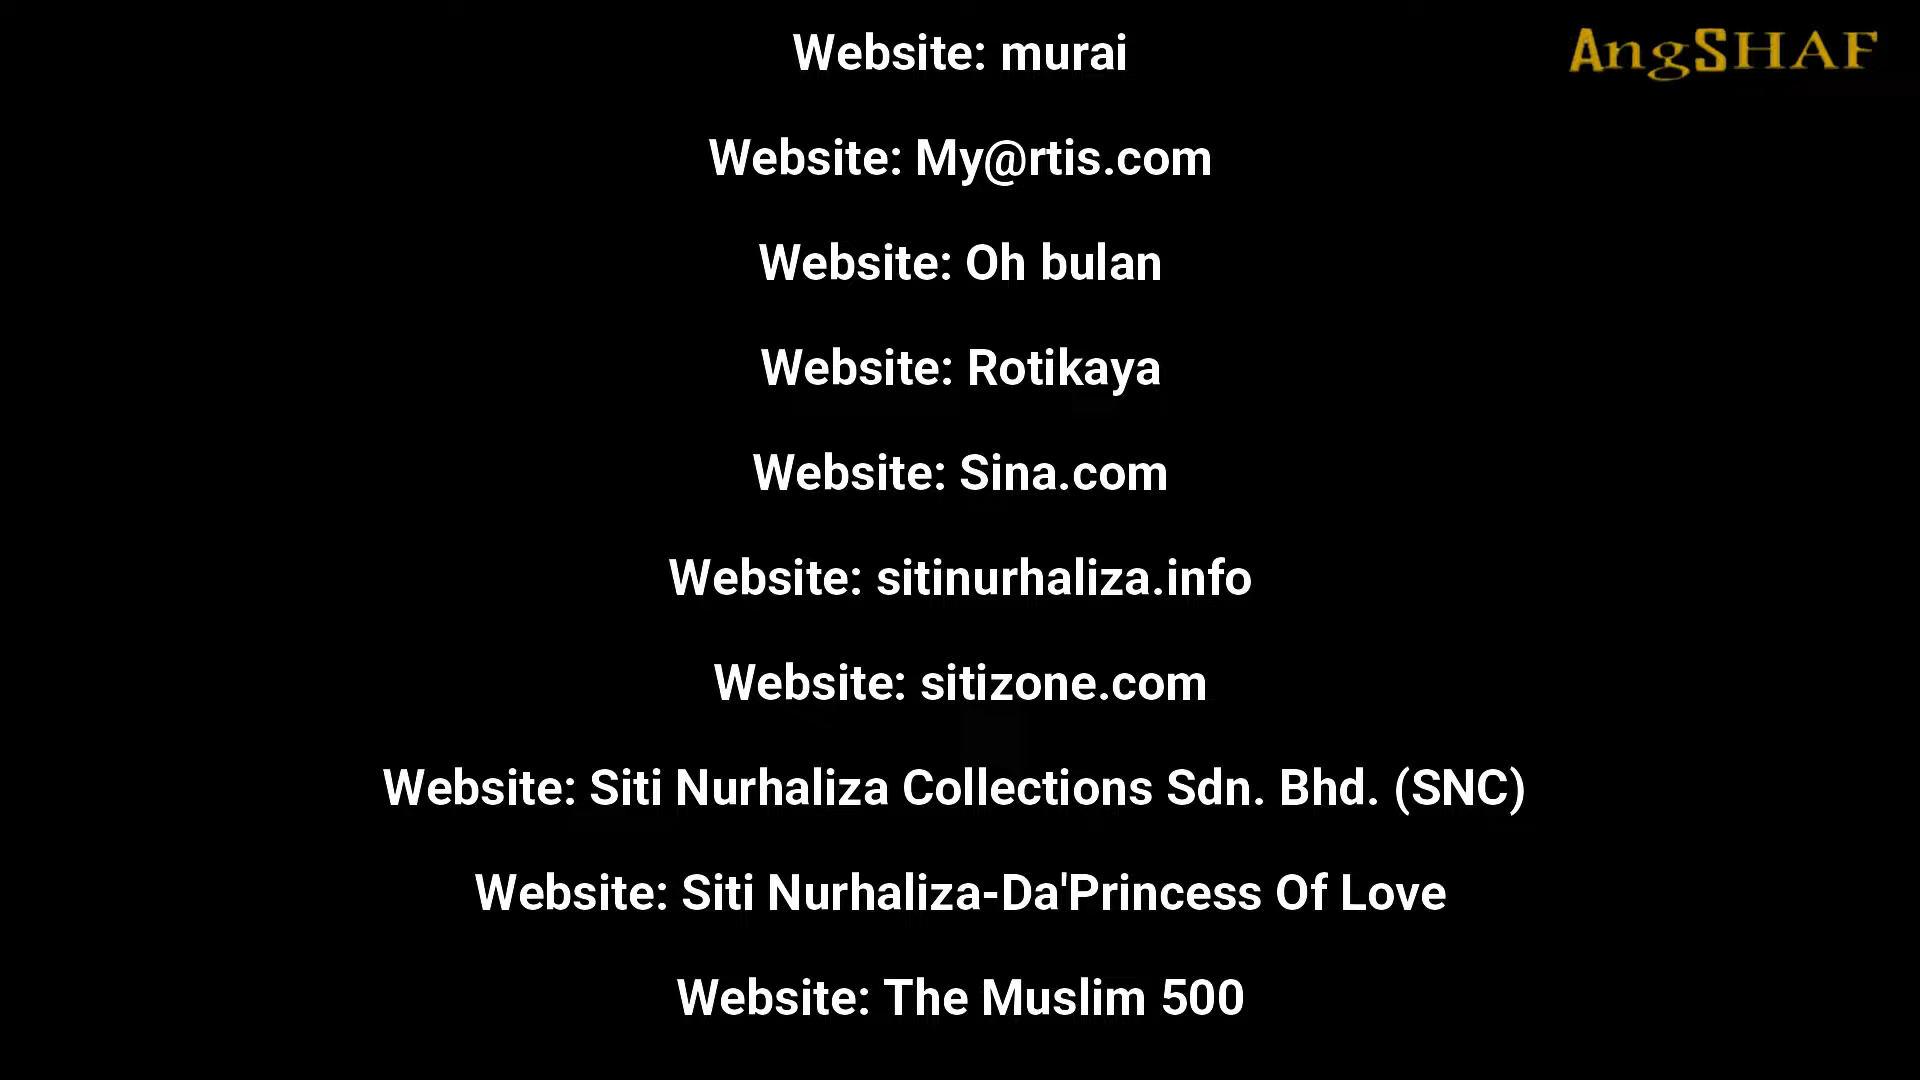 Website: murai
AngSHAF
Website: My@rtis.com
Website: Oh bulan
Website: Rotikaya
Website: Sina.com
Website: sitinurhaliza.info
Website: sitizone.com
Website: Siti Nurhaliza Collections Sdn. Bhd. (SNC)
Website: Siti Nurhaliza-Da'Princess Of Love
Website: The Muslim 500